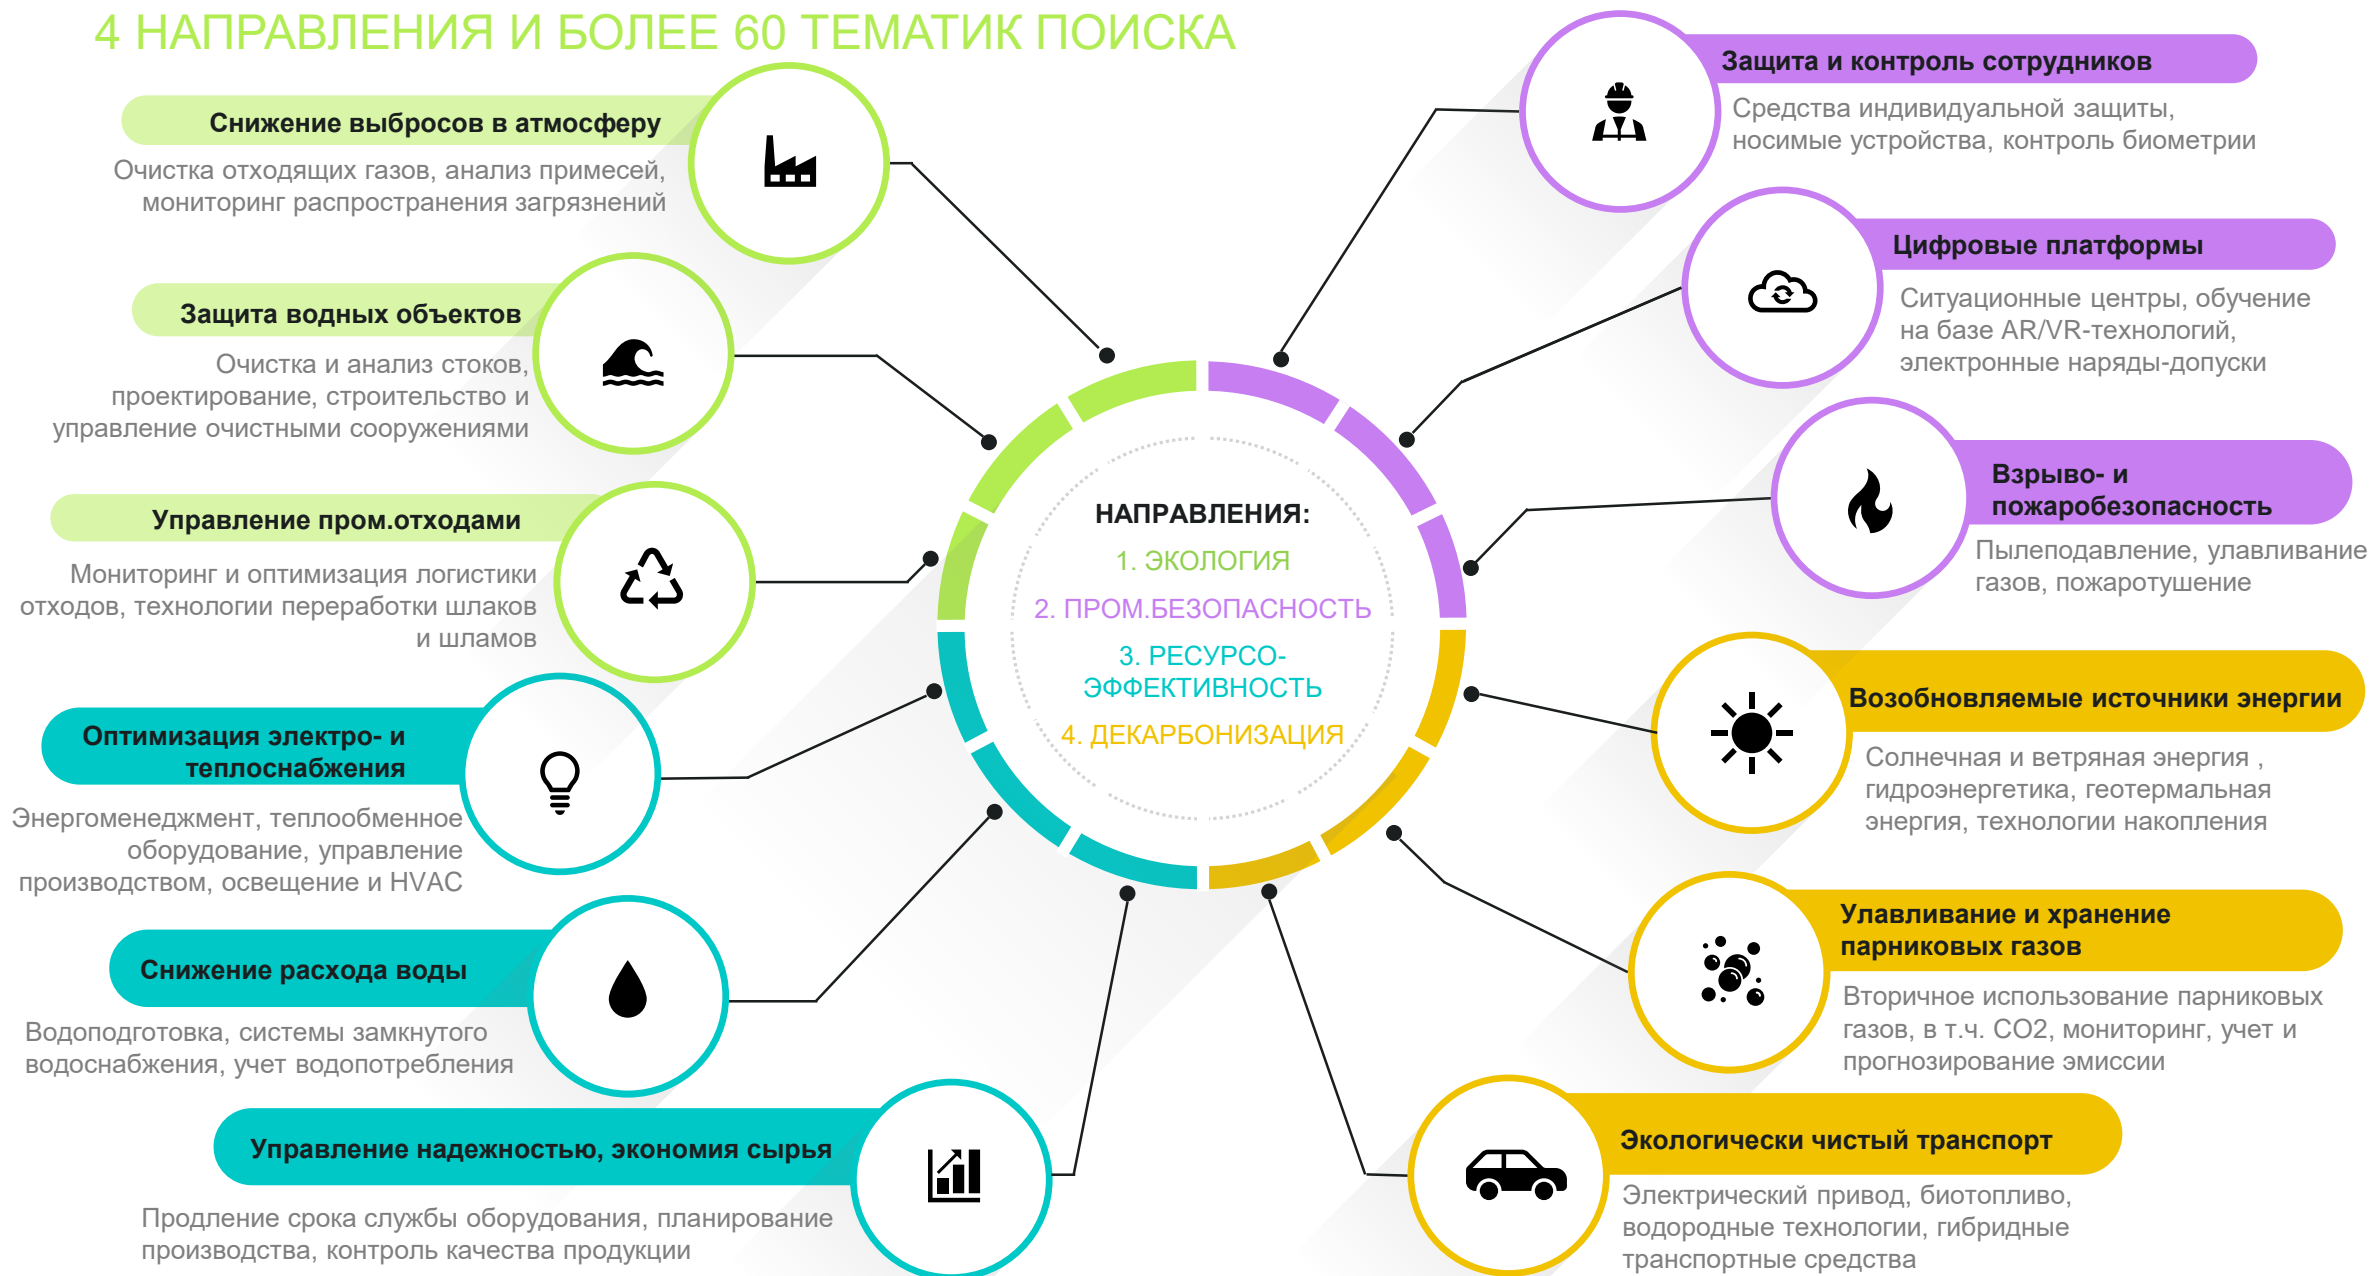 4 НАПРАВЛЕНИЯ И БОЛЕЕ 60 ТЕМАТИК ПОИСКА
Снижение выбросов в атмосферу
Очистка отходящих газов, анализ примесей,
мониторинг распространения загрязнений
Защита водных объектов
Очистка и анализ стоков,
проектирование, строительство и
управление очистными сооружениями
Управление пром.отходами
Мониторинг и оптимизация логистики
отходов, технологии переработки шлаков
и шламов
Оптимизация электро- и
теплоснабжения
Энергоменеджмент, теплообменное
оборудование, управление
производством, освещение и HVAC
Снижение расхода воды
Водоподготовка, системы замкнутого
водоснабжения, учет водопотребления
Управление надежностью, экономия сырья
Продление срока службы оборудования, планирование
производства, контроль качества продукции
НАПРАВЛЕНИЯ:
1. ЭКОЛОГИЯ
2. ПРОМ.БЕЗОПАСНОСТЬ
3. РЕСУРСО-
ЭФФЕКТИВНОСТЬ
4. ДЕКАРБОНИЗАЦИЯ
Защита и контроль сотрудников
Средства индивидуальной защиты,
носимые устройства, контроль биометрии
Цифровые платформы
Ситуационные центры, обучение
на базе AR/VR-технологий,
электронные наряды-допуски
Взрыво- и
пожаробезопасность
Пылеподавление, улавливание
газов, пожаротушение
Возобновляемые источники энергии
Солнечная и ветряная энергия ,
гидроэнергетика, геотермальная
энергия, технологии накопления
Улавливание и хранение
парниковых газов
Вторичное использование парниковых
газов, в т.ч. СО2, мониторинг, учет и
прогнозирование эмиссии
Экологически чистый транспорт
Электрический привод, биотопливо,
водородные технологии, гибридные
транспортные средства